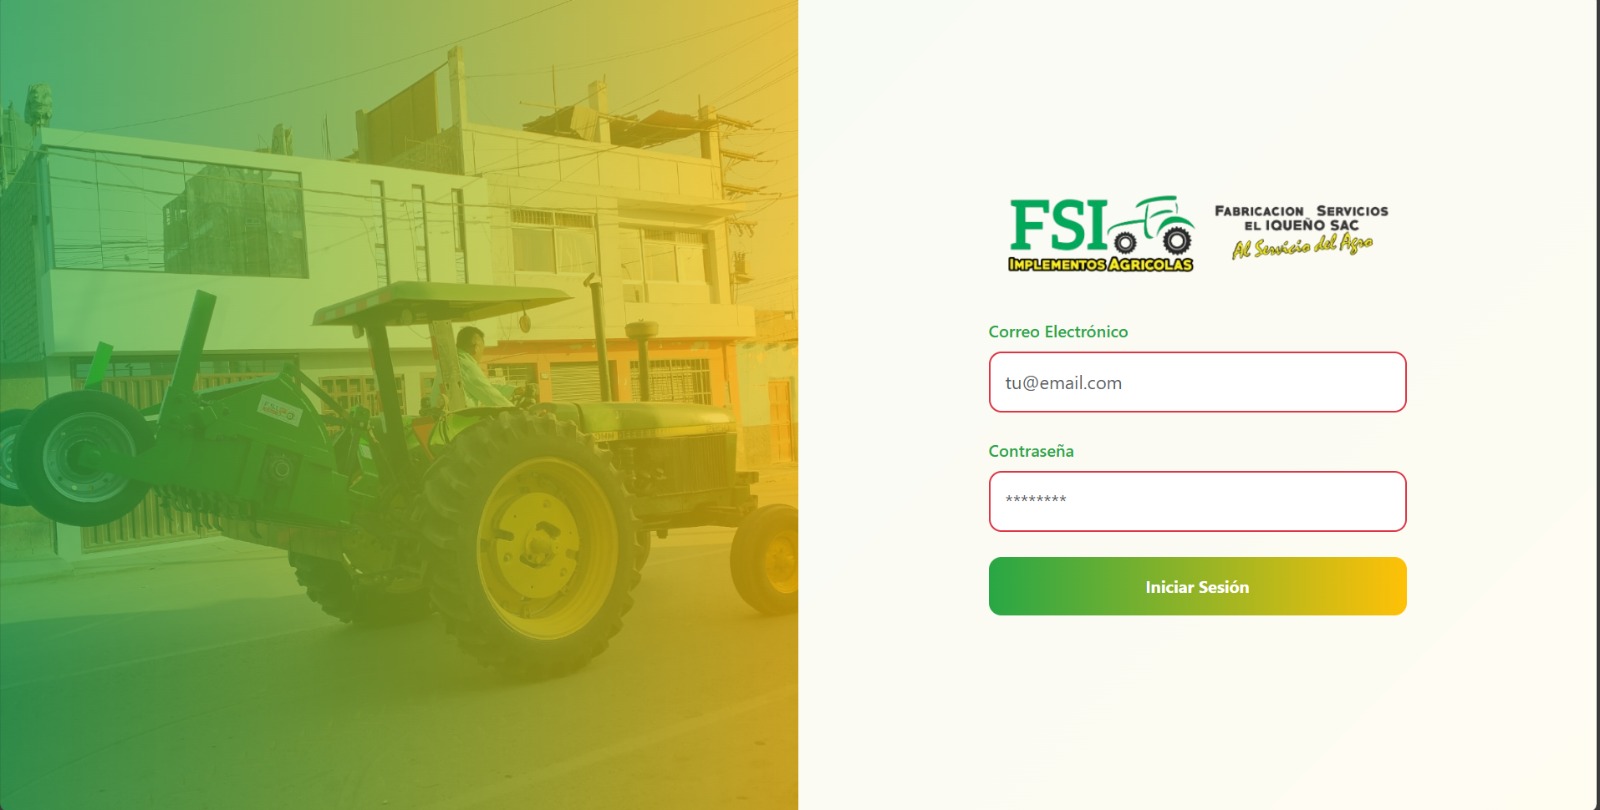 FSI
IMPLEMENTOS AGRICOLAS
FABRICACION SERVICIOS
EL IQUEÑO SAC
Al Servicio del Agro
Correo Electrónico
tu@email.com
Contraseña
********
Iniciar Sesión